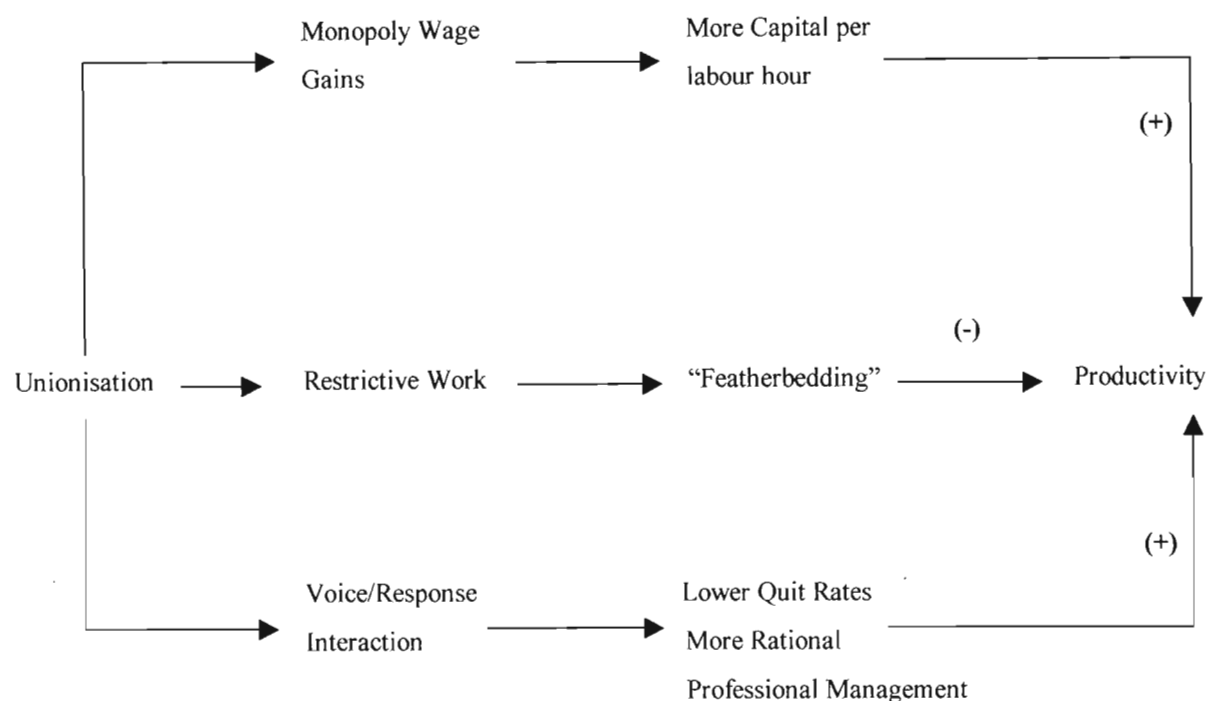 Monopoly Wage
Gains
More Capital per
labour hour
(+)
Unionisation
Restrictive Work
“Featherbedding”
(-)
Productivity
(+)
Voice/Response
Interaction
Lower Quit Rates
More Rational
Professional Management